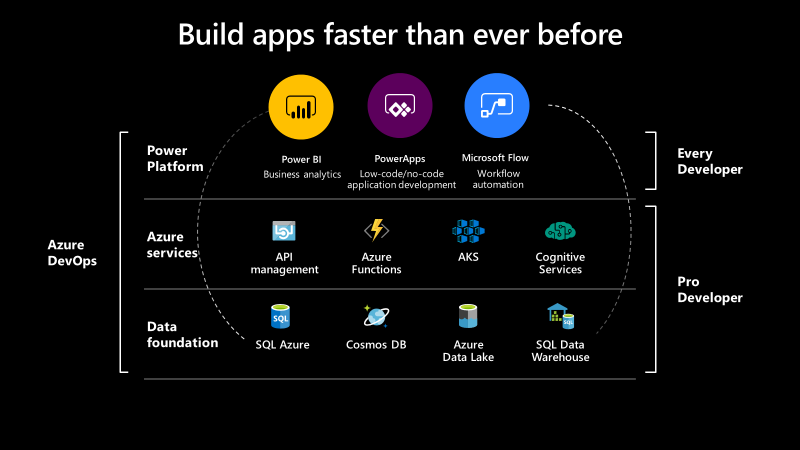 Build apps faster than ever before
Power
Platform
Power BI
Business analytics
PowerApps
Low-code/no-code
application development
Microsoft Flow
Workflow
automation
Every
Developer
Azure
DevOps
Azure
services
API
management
Azure
Functions
AKS
Cognitive
Services
Pro
Developer
Data
foundation
SQL
SQL Azure
Cosmos DB
Azure
Data Lake
SQL
SQL Data
Warehouse